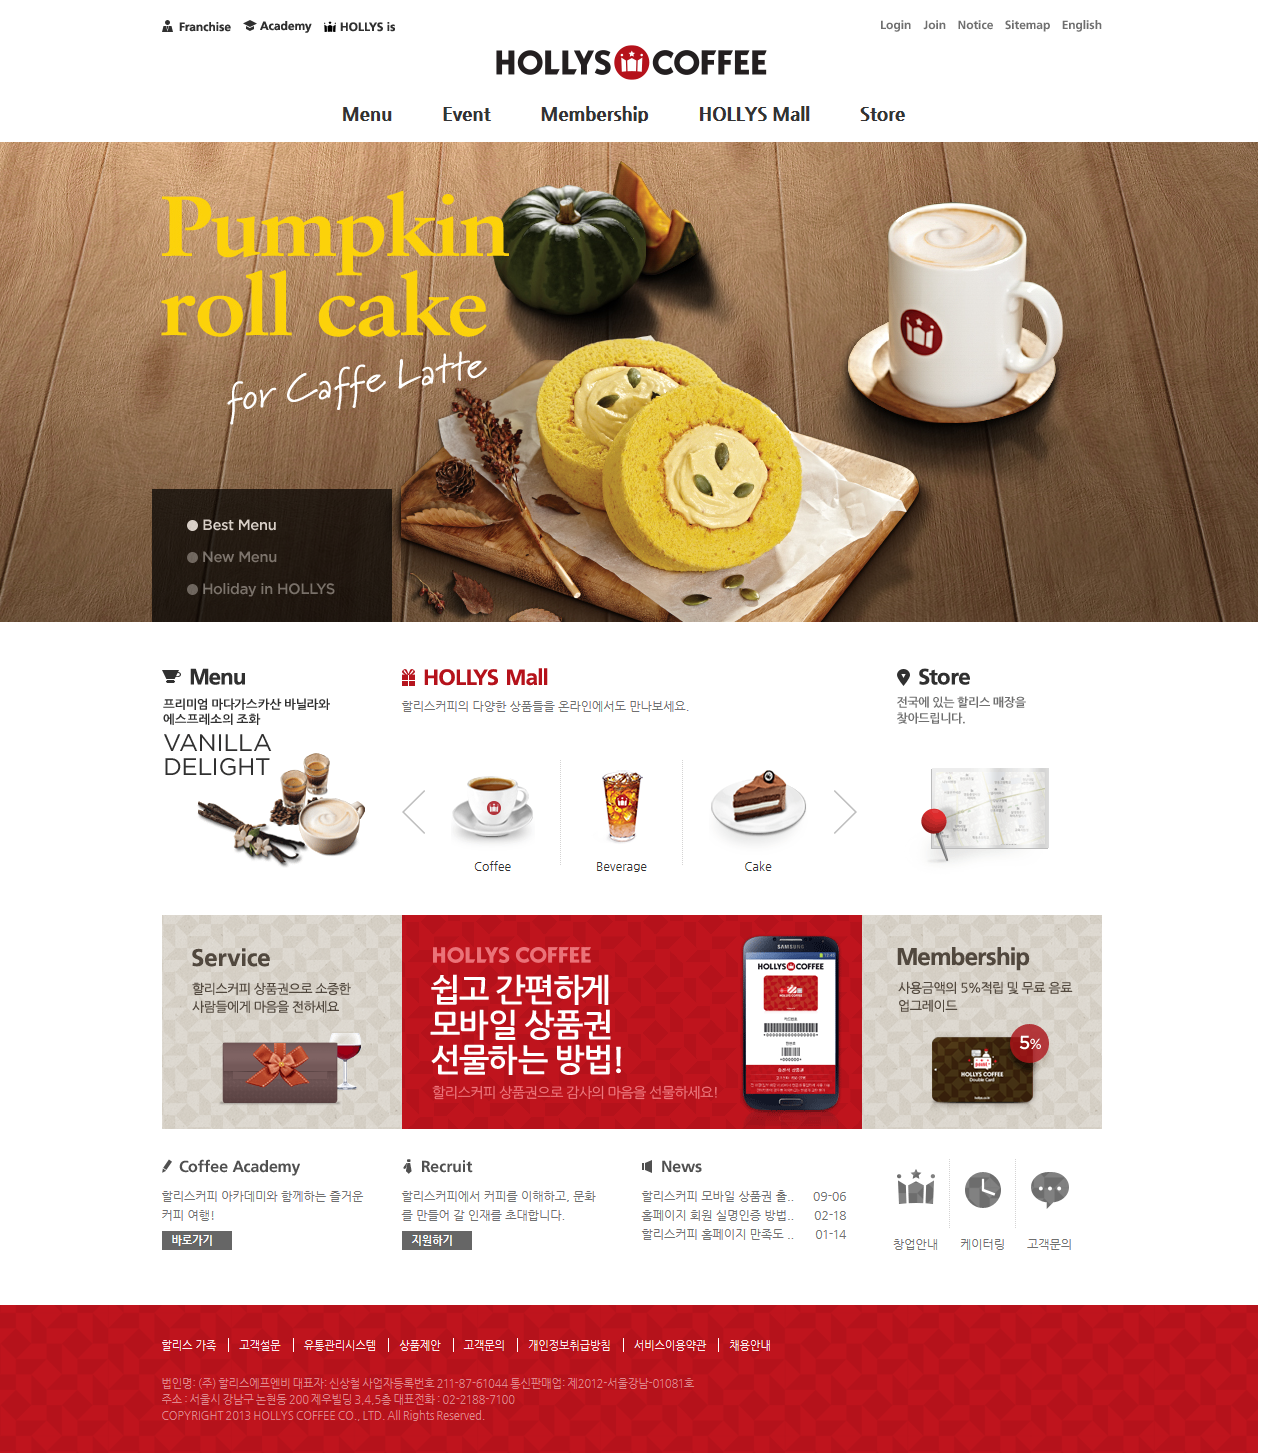 Franchise
Academy
HOLLYS is
Login
Join
Notice
Sitemap
English
HOLLYS COFFEE
Menu
Event
Membership
HOLLYS Mall
Store
Pumpkin
roll cake
for Caffe Latte
Best Menu
New Menu
Holiday in HOLLYS
Menu
프리미엄 마다가스카산 바닐라와
에스프레소의 조화
VANILLA
DELIGHT
HOLLYS Mall
할리스커피의 다양한 상품들을 온라인에서도 만나보세요.
Coffee
Beverage
Cake
Store
전국에 있는 할리스 매장을
찾아드립니다.
Service
할리스커피 상품권으로 소중한
사람들에게 마음을 전하세요
HOLLYS COFFEE
쉽고 간편하게
모바일 상품권
선물하는 방법!
할리스커피 상품권으로 감사의 마음을 선물하세요!
SAMSUNG
HOLLYS COFFEE
Membership
사용금액의 5%적립 및 무료 음료
업그레이드
5%
HOLLYS COFFEE
Double Card
Coffee Academy
할리스커피 아카데미와 함께하는 즐거운
커피 여행!
바로가기
Recruit
할리스커피에서 커피를 이해하고, 문화
를 만들어 갈 인재를 초대합니다.
지원하기
News
할리스커피 모바일 상품권 출.. 09-06
홈페이지 회원 실명인증 방법.. 02-18
할리스커피 홈페이지 만족도 .. 01-14
창업안내
케이터링
고객문의
할리스 가족
고객설문
유통관리시스템
상품제안
고객문의
개인정보취급방침
서비스이용약관
채용안내
법인명: (주) 할리스에프엔비 대표자: 신상철 사업자등록번호 211-87-61044 통신판매업: 제2012-서울강남-01081호
주소 : 서울시 강남구 논현동 200 제우빌딩 3,4,5층 대표전화 : 02-2188-7100
COPYRIGHT 2013 HOLLYS COFFEE CO., LTD. All Rights Reserved.